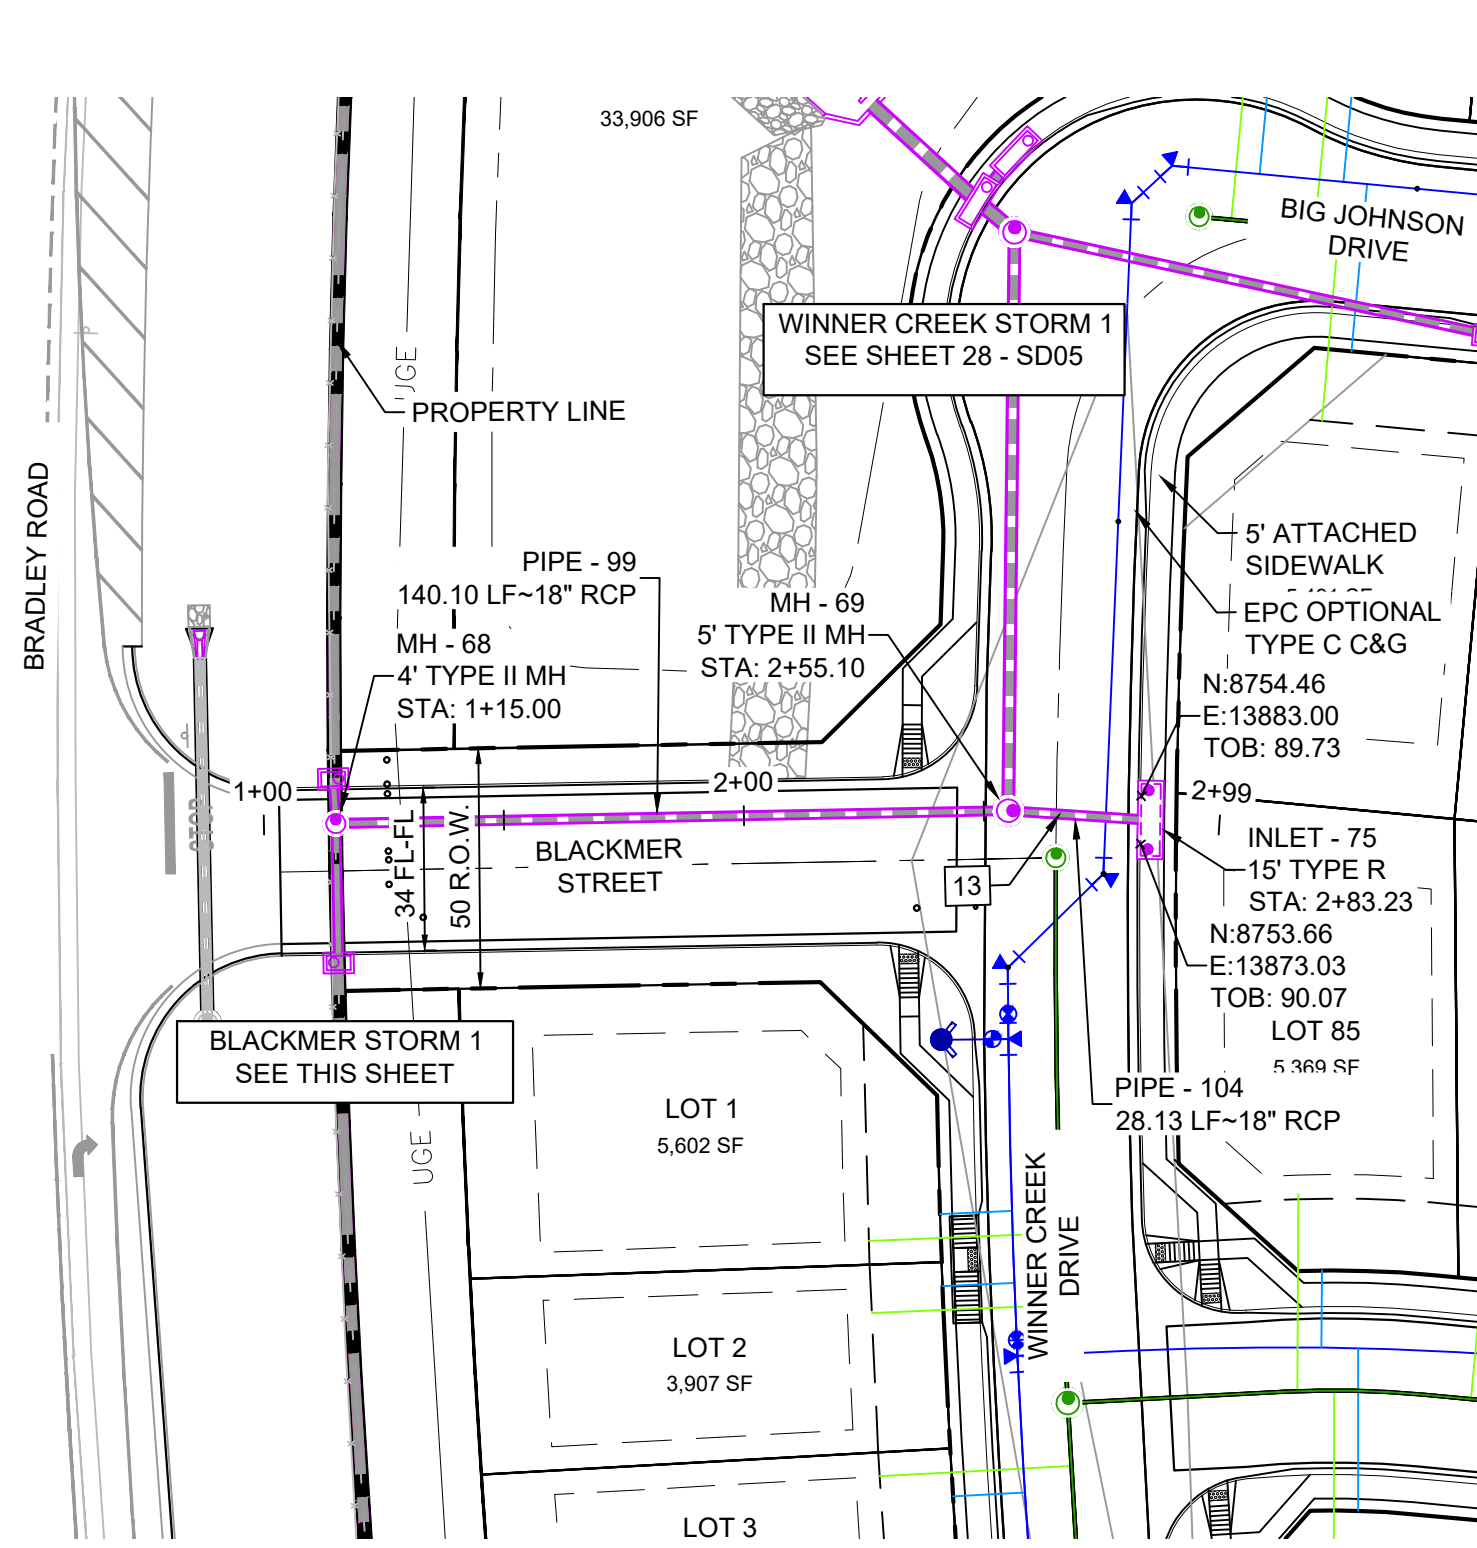 33,906 SF
BIG JOHNSON
DRIVE
WINNER CREEK STORM 1
SEE SHEET 28 - SD05
UGE
PROPERTY LINE
BRADLEY ROAD
5' ATTACHED
SIDEWALK
PIPE - 99
140.10 LF~18" RCP
MH - 69
5' TYPE II MH
STA: 2+55.10
EPC OPTIONAL
TYPE C C&G
MH - 68
4' TYPE II MH
STA: 1+15.00
N:8754.46
E:13883.00
TOB: 89.73
1+00
2+00
2+99
STOP
34 FL-FL
50 R.O.W.
BLACKMER
STREET
13
INLET - 75
15' TYPE R
STA: 2+83.23
N:8753.66
E:13873.03
TOB: 90.07
LOT 85
5,369 SF
BLACKMER STORM 1
SEE THIS SHEET
PIPE - 104
28.13 LF~18" RCP
LOT 1
5,602 SF
UGE
WINNER CREEK
DRIVE
LOT 2
3,907 SF
LOT 3